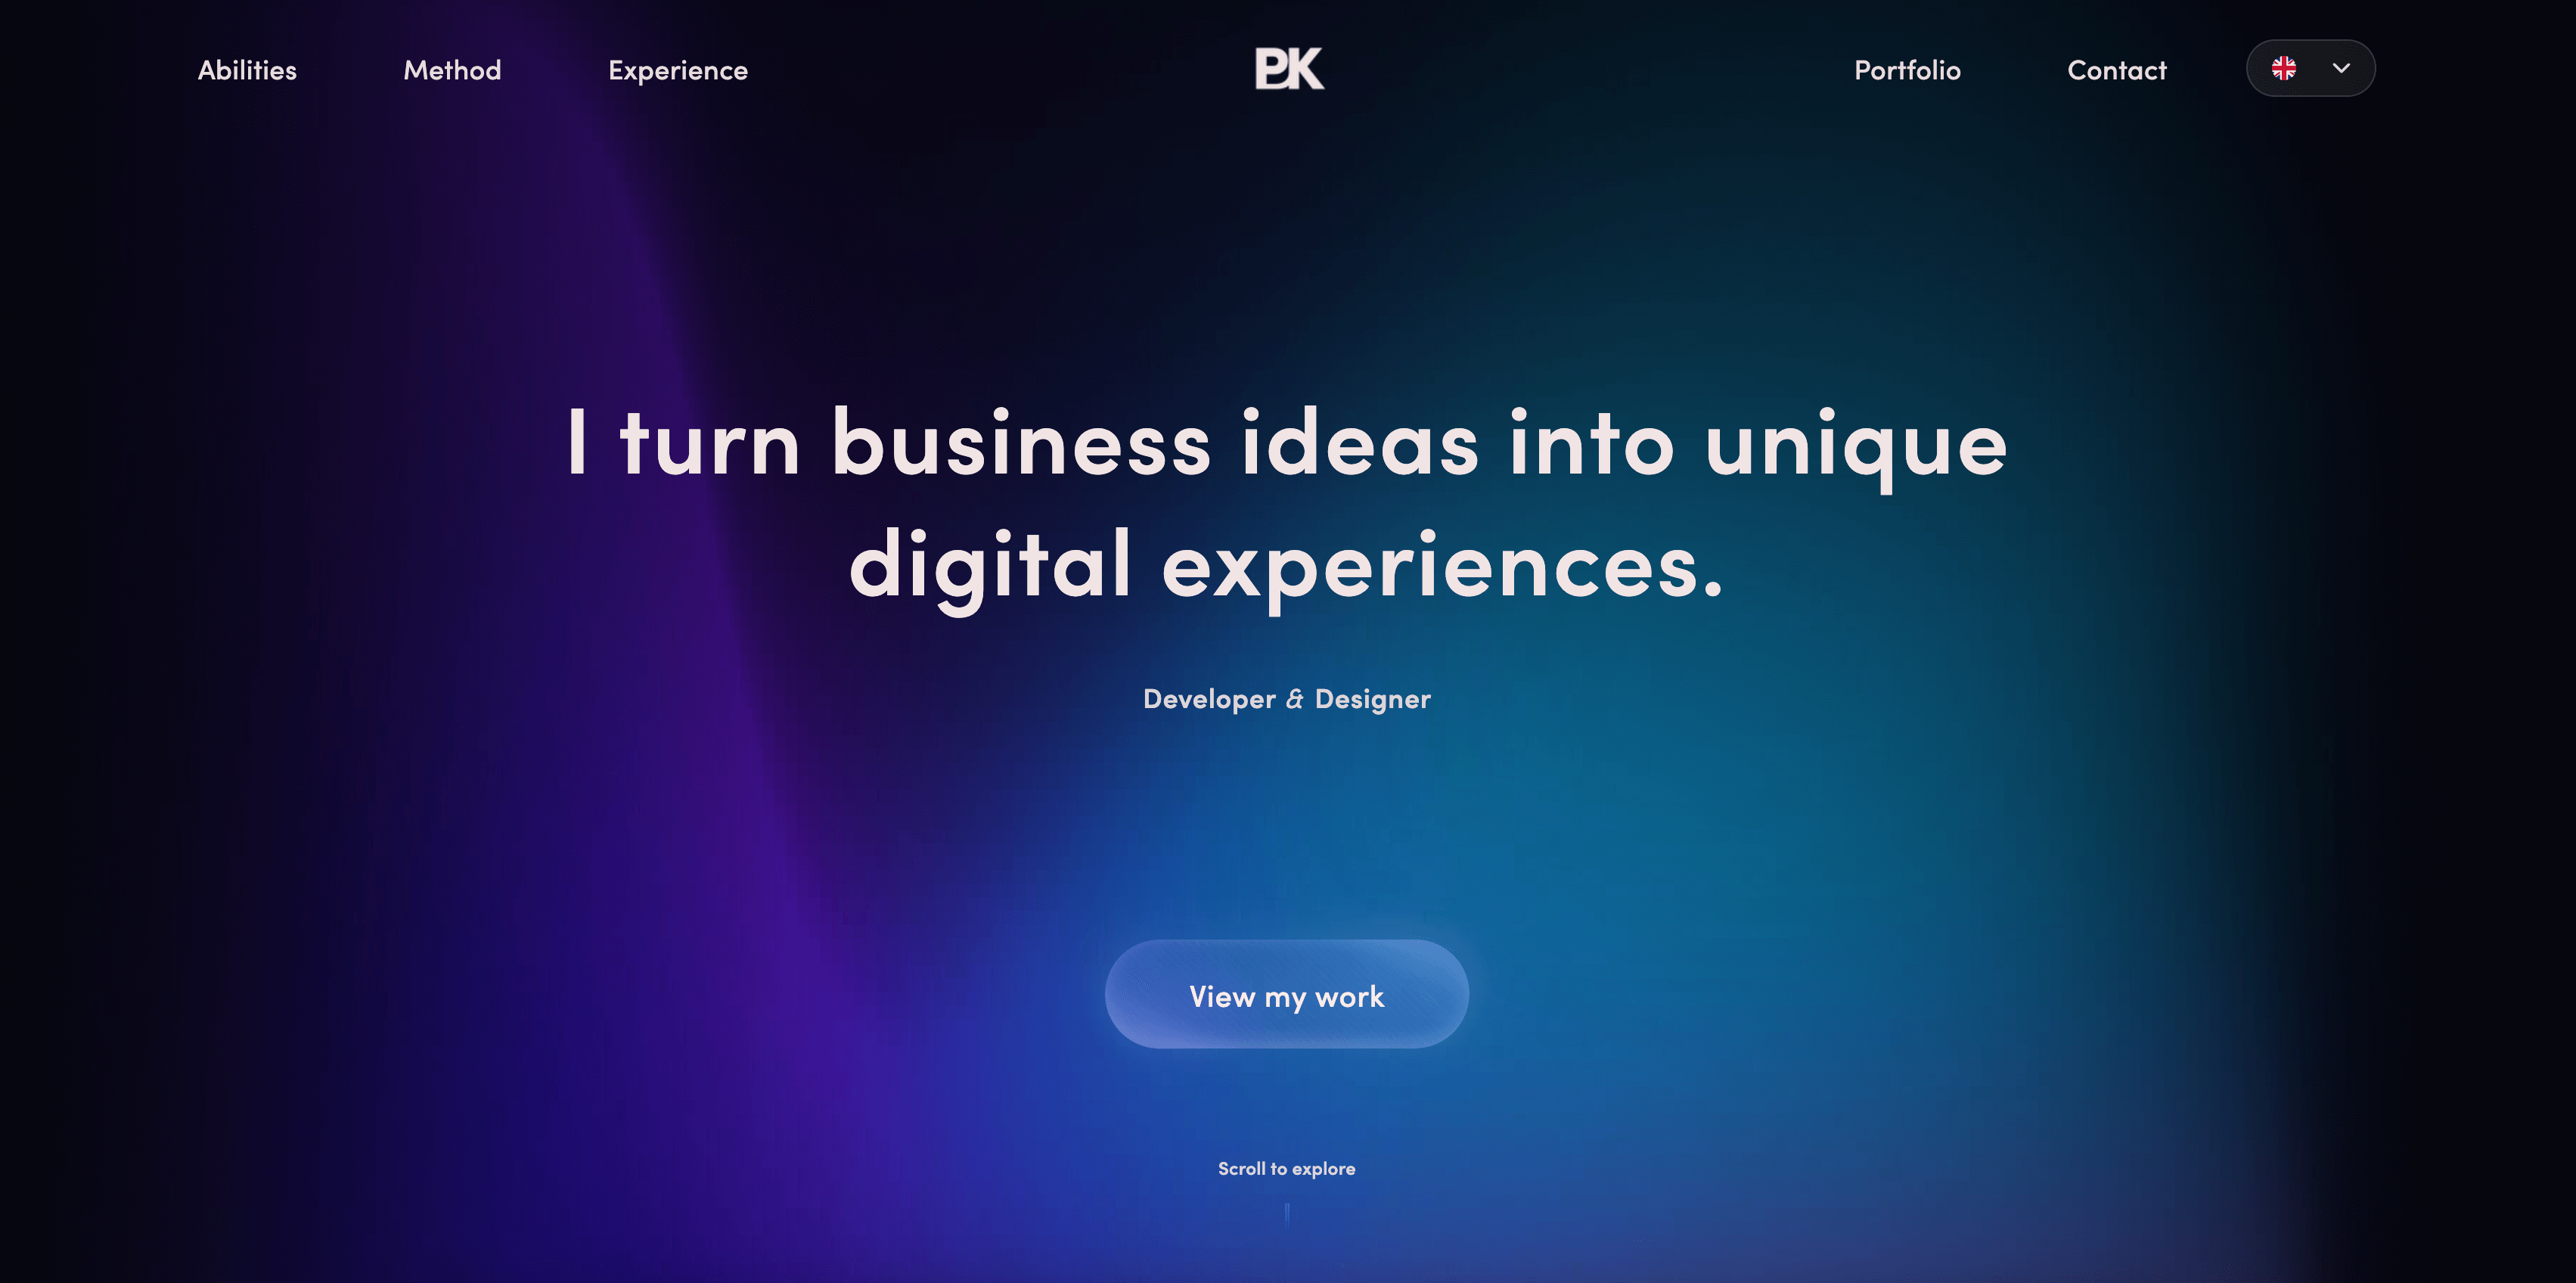 Abilities Method Experience PK Portfolio Contact
I turn business ideas into unique
digital experiences.
Developer & Designer
View my work
Scroll to explore